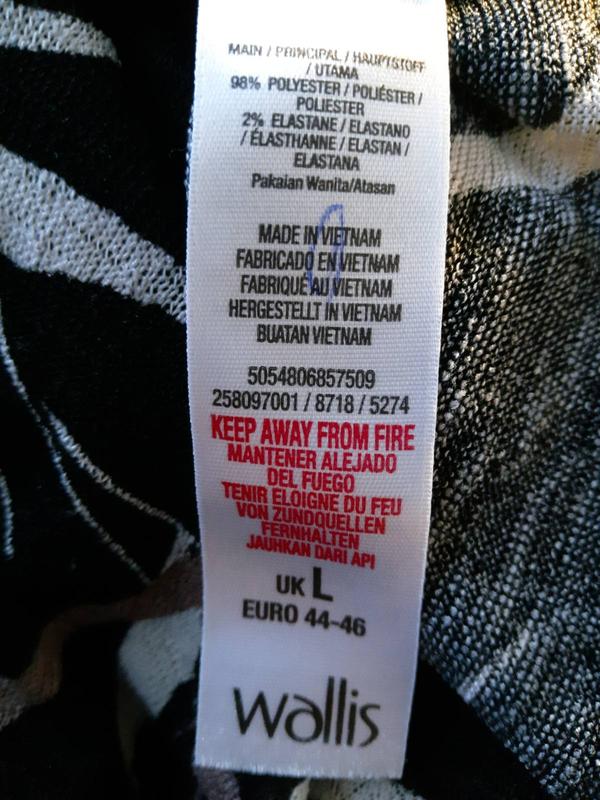 MAIN / PRINCIPAL / HAUPTSTOFF
/ UTAMA
98% POLYESTER / POLIÉSTER /
POLIESTER
2% ELASTANE / ELASTANO
/ ÉLASTHANNE / ELASTAN /
ELASTANA
Pakaian Wanita/Atasan
MADE IN VIETNAM
FABRICADO EN VIETNAM
FABRIQUÉ AU VIETNAM
HERGESTELLT IN VIETNAM
BUATAN VIETNAM
5054806857509
258097001 / 8718 / 5274
KEEP AWAY FROM FIRE
MANTENER ALEJADO
DEL FUEGO
TENIR ELOIGNE DU FEU
VON ZUNDQUELLEN
FERNHALTEN
JAUHKAN DARI API
UK L
EURO 44-46
wallis